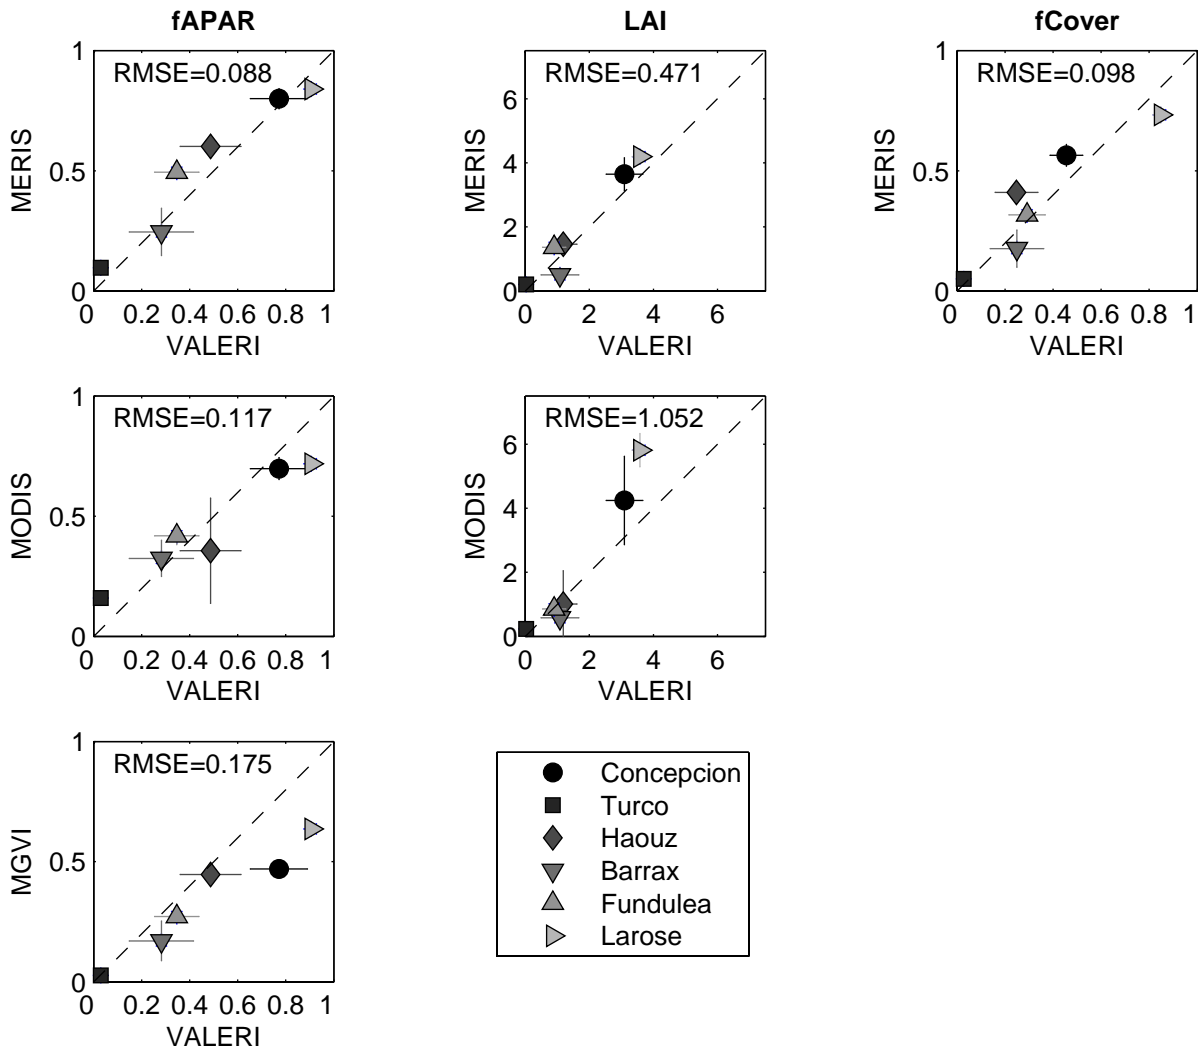 fAPAR
LAI
fCover
RMSE=0.088
MERIS
1
0.5
0
0 0.2 0.4 0.6 0.8 1
VALERI
RMSE=0.471
MERIS
6
4
2
0
0 2 4 6
VALERI
RMSE=0.098
MERIS
1
0.5
0
0 0.2 0.4 0.6 0.8 1
VALERI
RMSE=0.117
MODIS
1
0.5
0
0 0.2 0.4 0.6 0.8 1
VALERI
RMSE=1.052
MODIS
6
4
2
0
0 2 4 6
VALERI
RMSE=0.175
MGVI
1
0.5
0
0 0.2 0.4 0.6 0.8 1
VALERI
Concepcion
Turco
Haouz
Barrax
Fundulea
Larose